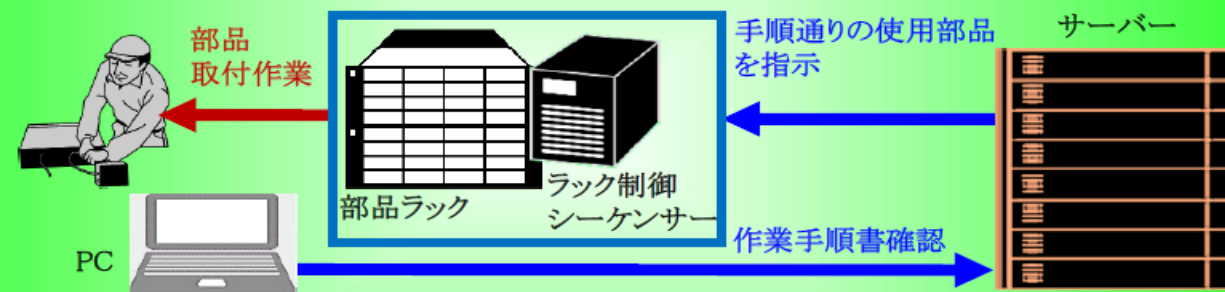 部品
取付作業
手順通りの使用部品
を指示
サーバー
部品ラック
ラック制御
シーケンサー
作業手順書確認
PC